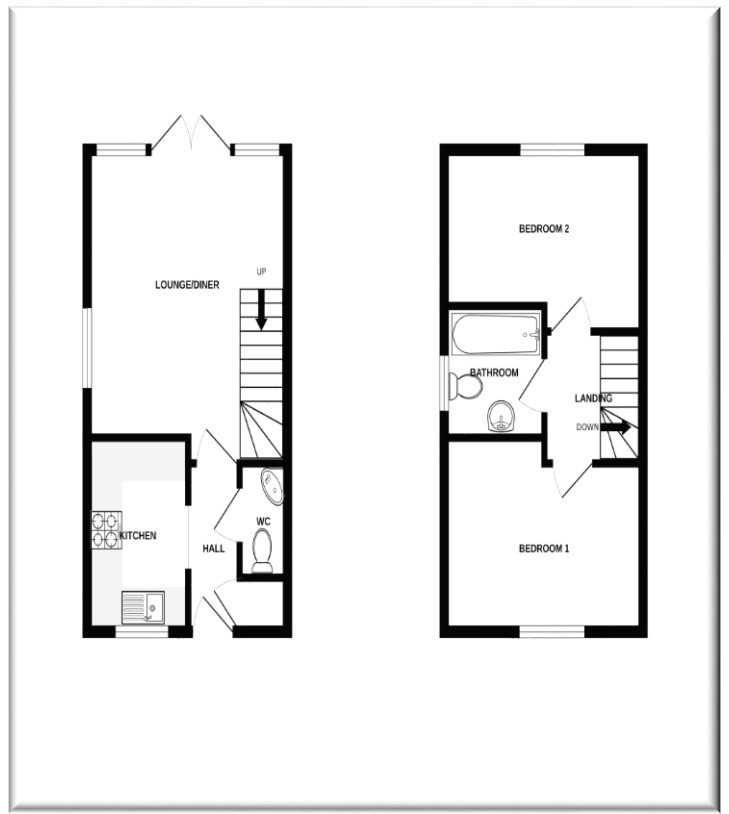 UP
LOUNGE/DINER
KITCHEN
WC
HALL
BEDROOM 2
BATHROOM
LANDING
DOWN
BEDROOM 1